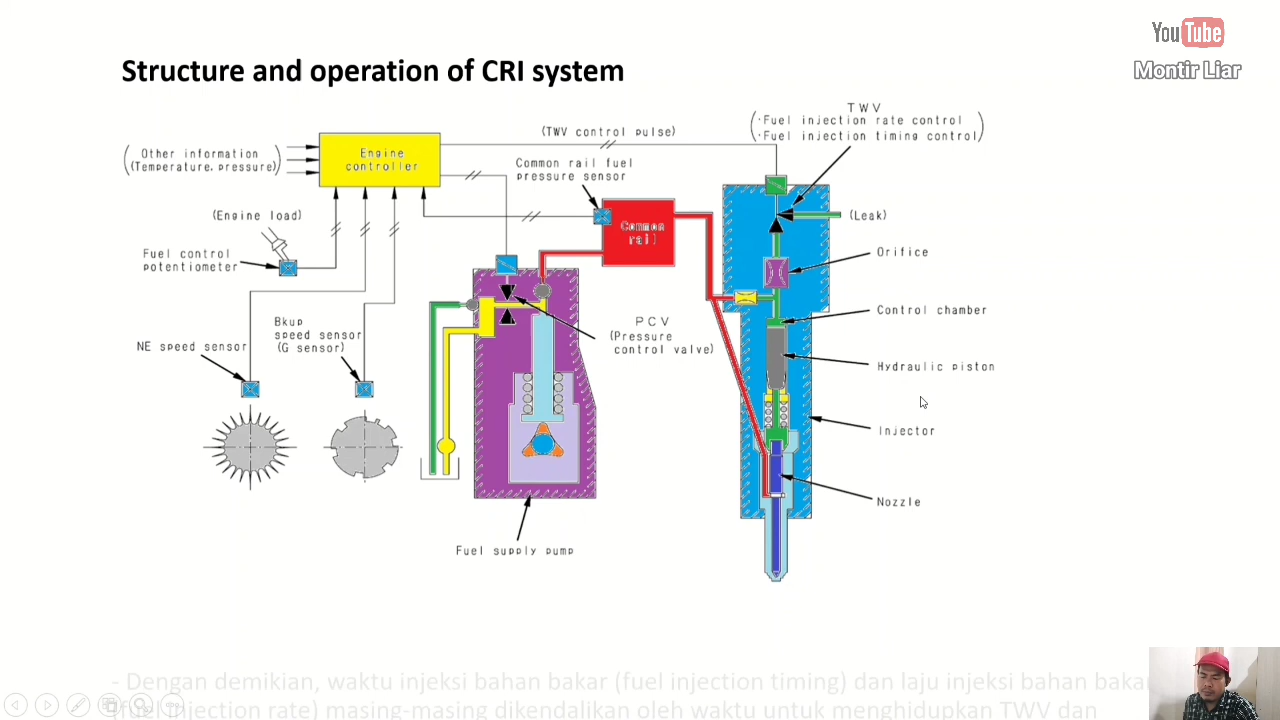 YouTube
Montir Liar
Structure and operation of CRI system
TWV
(・Fuel injection rate control
・Fuel injection timing control)
(TWV control pulse)
Other information
(Temperature, pressure)
Engine
controller
Common rail fuel
pressure sensor
(Engine load)
(Leak)
Common
rail
Fuel control
potentiometer
Orifice
Control chamber
PCV
(Pressure
control valve)
Bkup
speed sensor
(G sensor)
NE speed sensor
Hydraulic piston
Injector
Nozzle
Fuel supply pump
- Dengan demikian, waktu injeksi bahan bakar (fuel injection timing) dan laju injeksi bahan bakar
(fuel injection rate) masing-masing dikendalikan oleh waktu untuk menghidupkan TWV dan